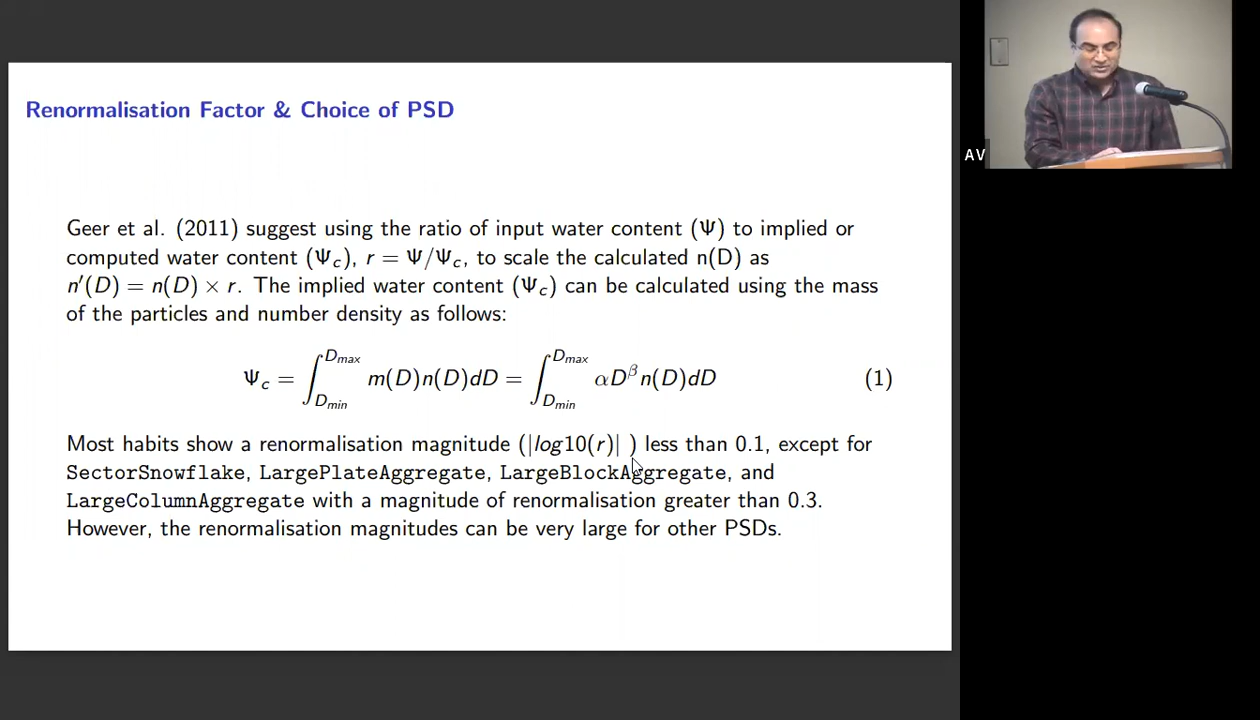 Renormalisation Factor & Choice of PSD
Geer et al. (2011) suggest using the ratio of input water content (Ψ) to implied or
computed water content (Ψc), r = Ψ/Ψc, to scale the calculated n(D) as
n′(D) = n(D) × r. The implied water content (Ψc) can be calculated using the mass
of the particles and number density as follows:
Ψc = ∫_{Dmin}^{Dmax} m(D)n(D)dD = ∫_{Dmin}^{Dmax} αD^β n(D)dD (1)
Most habits show a renormalisation magnitude (|log10(r)| ) less than 0.1, except for
SectorSnowflake, LargePlateAggregate, LargeBlockAggregate, and
LargeColumnAggregate with a magnitude of renormalisation greater than 0.3.
However, the renormalisation magnitudes can be very large for other PSDs.
AV